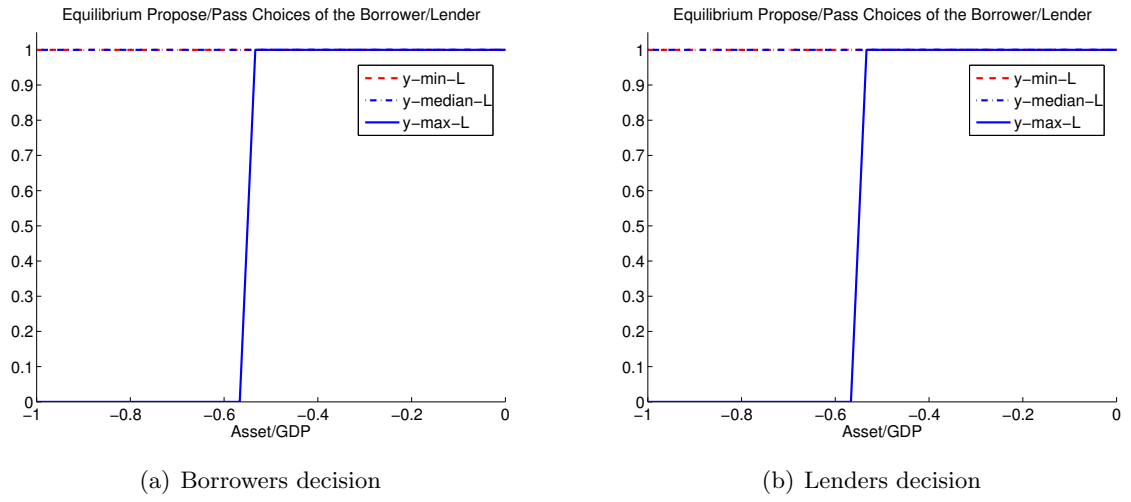 Equilibrium Propose/Pass Choices of the Borrower/Lender
1
0.9
0.8
0.7
0.6
0.5
0.4
0.3
0.2
0.1
0
−1
−0.8
−0.6
−0.4
−0.2
0
Asset/GDP
y−min−L
y−median−L
y−max−L
(a) Borrowers decision
Equilibrium Propose/Pass Choices of the Borrower/Lender
1
0.9
0.8
0.7
0.6
0.5
0.4
0.3
0.2
0.1
0
−1
−0.8
−0.6
−0.4
−0.2
0
Asset/GDP
y−min−L
y−median−L
y−max−L
(b) Lenders decision